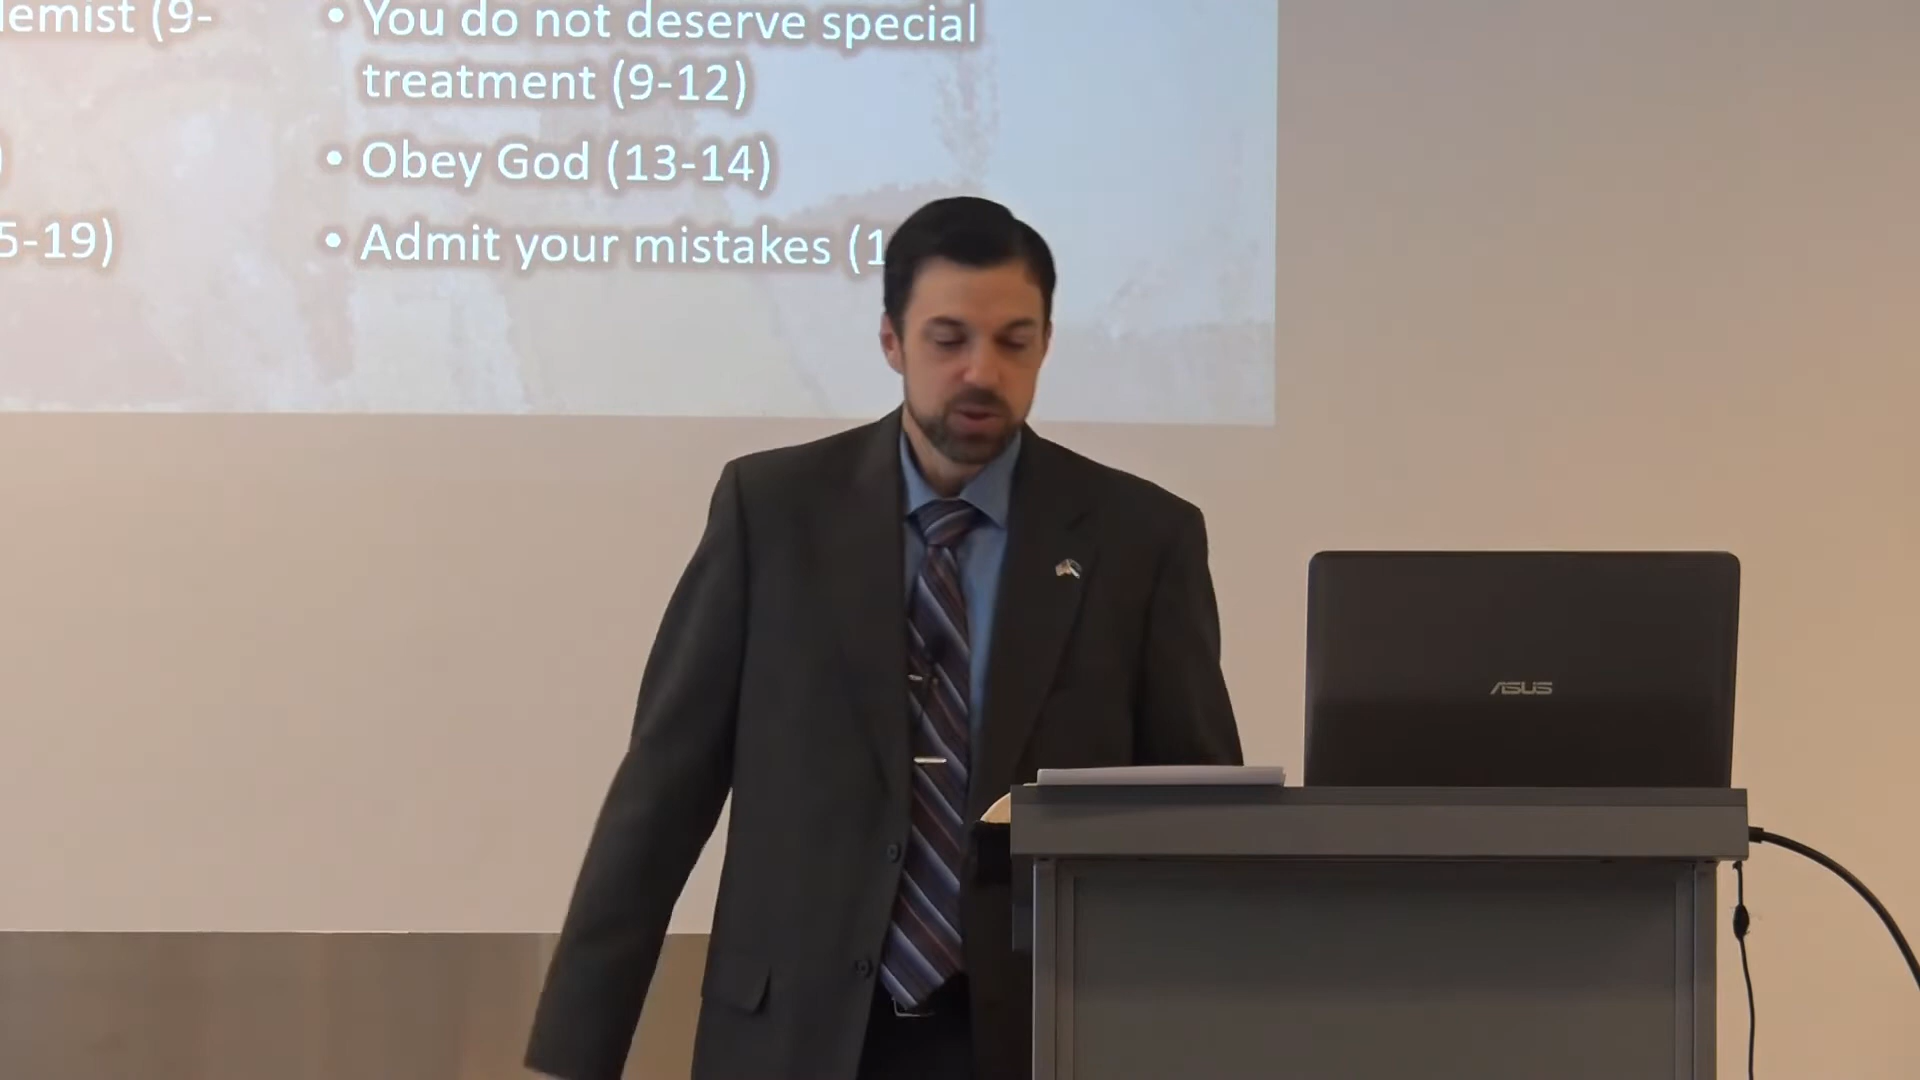 emist (9-
5-19)
• You do not deserve special
treatment (9-12)
• Obey God (13-14)
• Admit your mistakes (1
ASUS